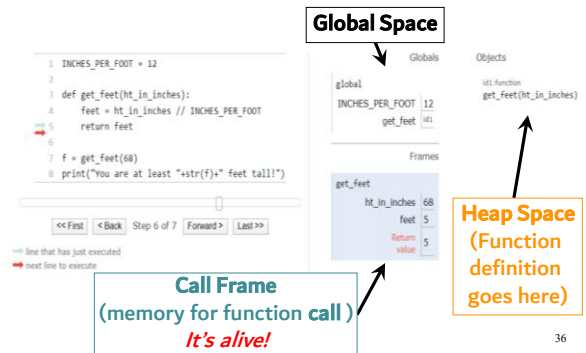 Global Space
Globals
Objects
1 INCHES_PER_FOOT = 12
2
3 def get_feet(ht_in_inches):
4 feet = ht_in_inches // INCHES_PER_FOOT
5 return feet
6
7 f = get_feet(68)
8 print("You are at least "+str(f)+" feet tall!")
<< First < Back Step 6 of 7 Forward > Last >>
line that has just executed
next line to execute
global
INCHES_PER_FOOT 12
get_feet id1
Frames
get_feet
ht_in_inches 68
feet 5
Return
value 5
id1:function
get_feet(ht_in_inches)
Heap Space
(Function
definition
goes here)
Call Frame
(memory for function call )
It's alive!
36